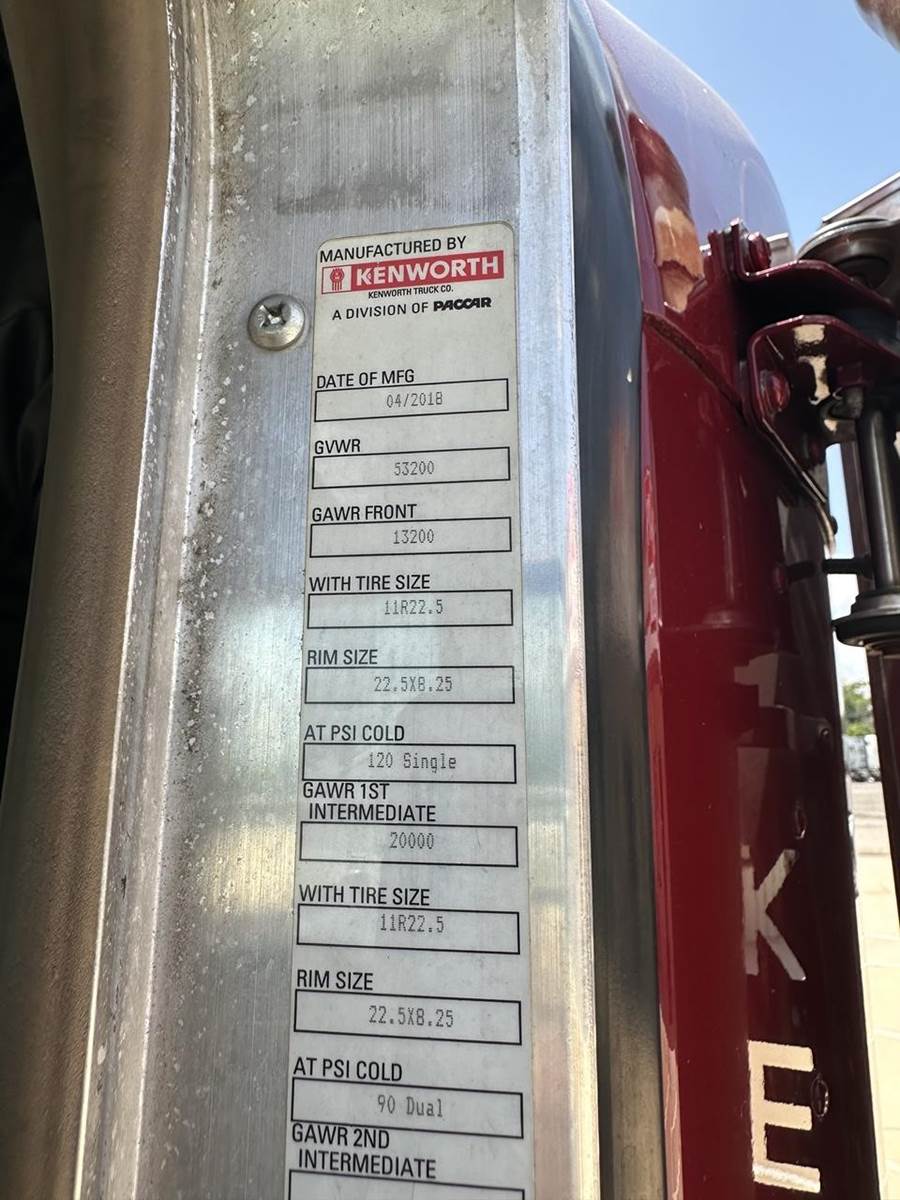 MANUFACTURED BY
KENWORTH
KENWORTH TRUCK CO.
A DIVISION OF PACCAR
DATE OF MFG
04/2018
GVWR
53200
GAWR FRONT
13200
WITH TIRE SIZE
11R22.5
RIM SIZE
22.5X8.25
AT PSI COLD
120 Single
GAWR 1ST
INTERMEDIATE
20000
WITH TIRE SIZE
11R22.5
RIM SIZE
22.5X8.25
AT PSI COLD
90 Dual
GAWR 2ND
INTERMEDIATE
K
E